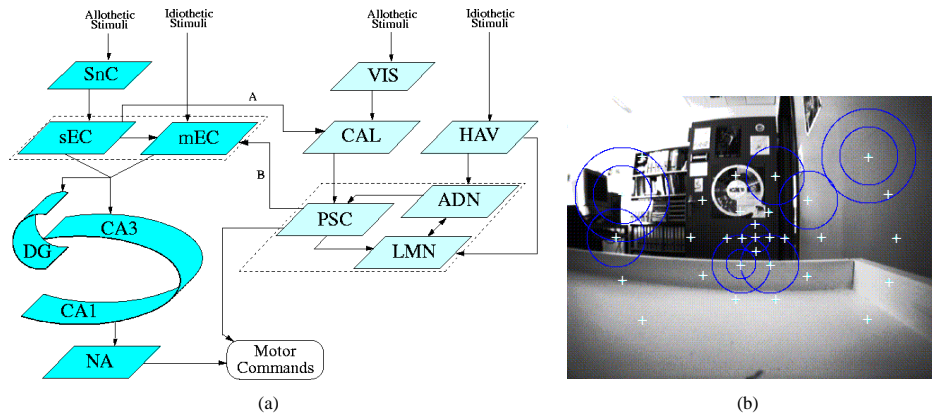 Allothetic
Stimuli
Idiothetic
Stimuli
Allothetic
Stimuli
Idiothetic
Stimuli
SnC
VIS
A
sEC
mEC
CAL
HAV
B
PSC
ADN
LMN
DG
CA3
CA1
NA
Motor
Commands
(a)
(b)